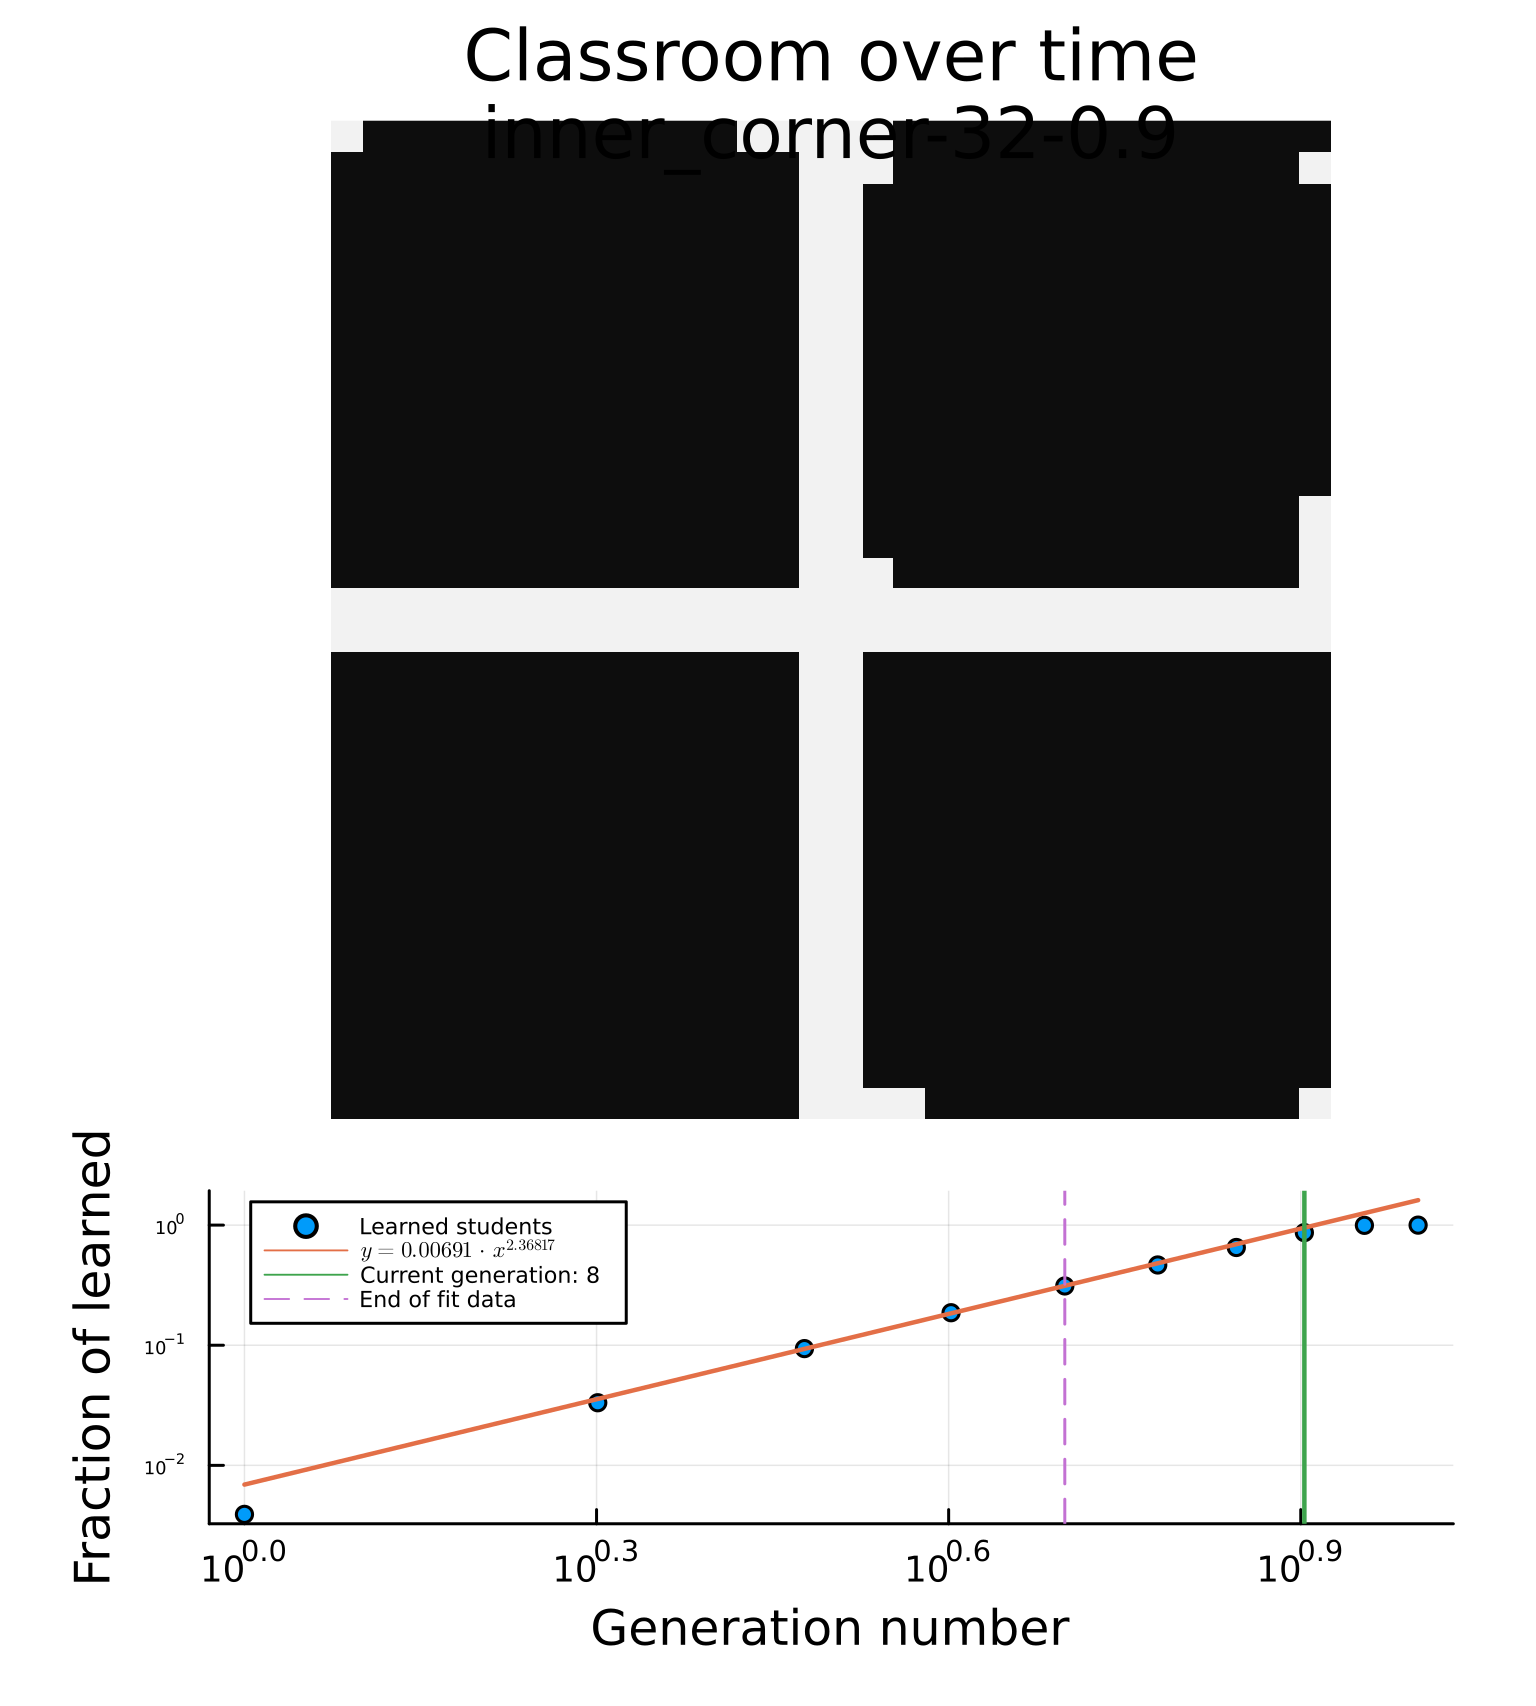 Classroom over time
inner_corner-32-0.9
Fraction of learned
10^0
10^−1
10^−2
Learned students
y = 0.00691 · x^2.36817
Current generation: 8
End of fit data
10^0.0 10^0.3 10^0.6 10^0.9
Generation number